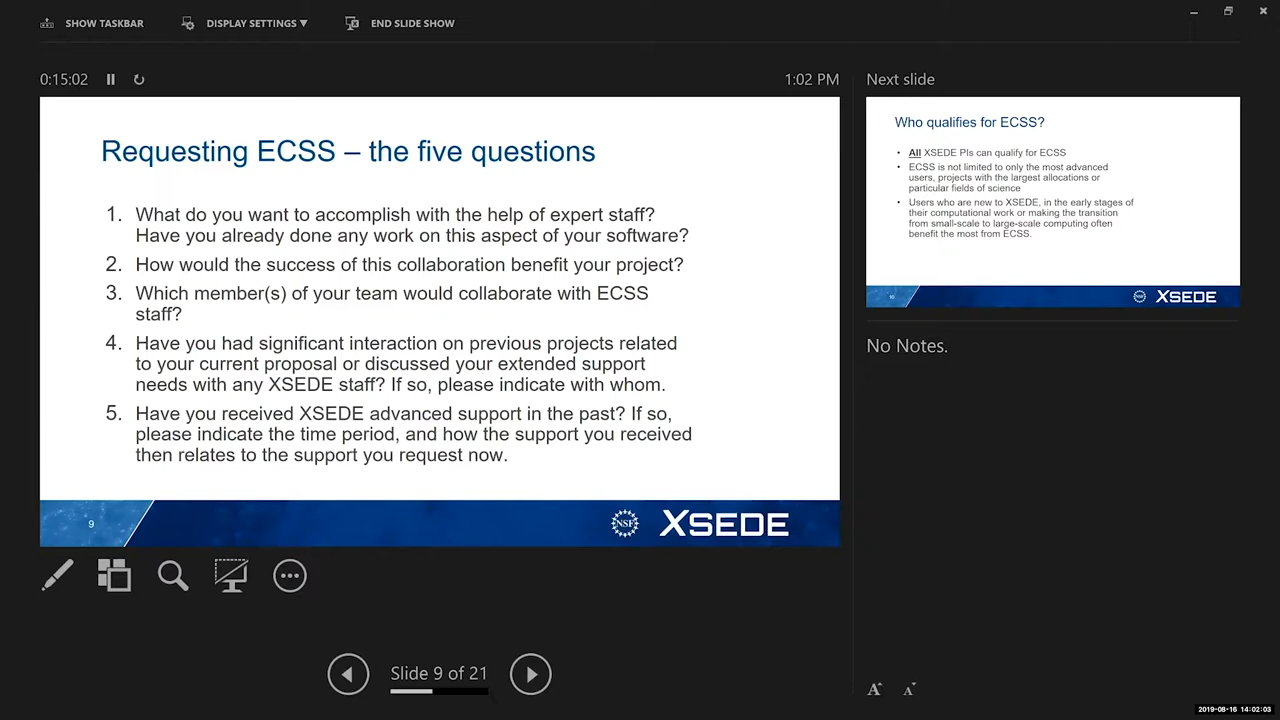 SHOW TASKBAR
DISPLAY SETTINGS ▼
END SLIDE SHOW
0:15:02
1:02 PM
Requesting ECSS – the five questions
1. What do you want to accomplish with the help of expert staff?
Have you already done any work on this aspect of your software?
2. How would the success of this collaboration benefit your project?
3. Which member(s) of your team would collaborate with ECSS
staff?
4. Have you had significant interaction on previous projects related
to your current proposal or discussed your extended support
needs with any XSEDE staff? If so, please indicate with whom.
5. Have you received XSEDE advanced support in the past? If so,
please indicate the time period, and how the support you received
then relates to the support you request now.
9
NSF
XSEDE
Slide 9 of 21
Next slide
Who qualifies for ECSS?
• All XSEDE PIs can qualify for ECSS
• ECSS is not limited to only the most advanced
users, projects with the largest allocations or
particular fields of science
• Users who are new to XSEDE, in the early stages of
their computational work or making the transition
from small-scale to large-scale computing often
benefit the most from ECSS.
10
XSEDE
No Notes.
A A
2019-08-16 14:02:03